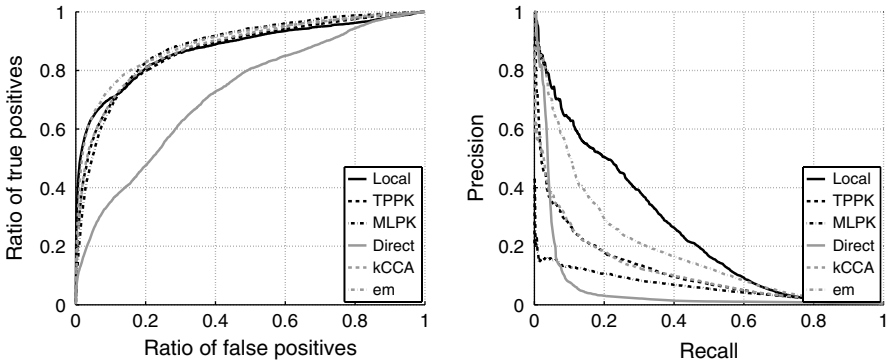 1
0.8
0.6
0.4
0.2
0
0 0.2 0.4 0.6 0.8 1
Ratio of true positives
Ratio of false positives
Local
TPPK
MLPK
Direct
kCCA
em
1
0.8
0.6
0.4
0.2
0
0 0.2 0.4 0.6 0.8 1
Precision
Recall
Local
TPPK
MLPK
Direct
kCCA
em